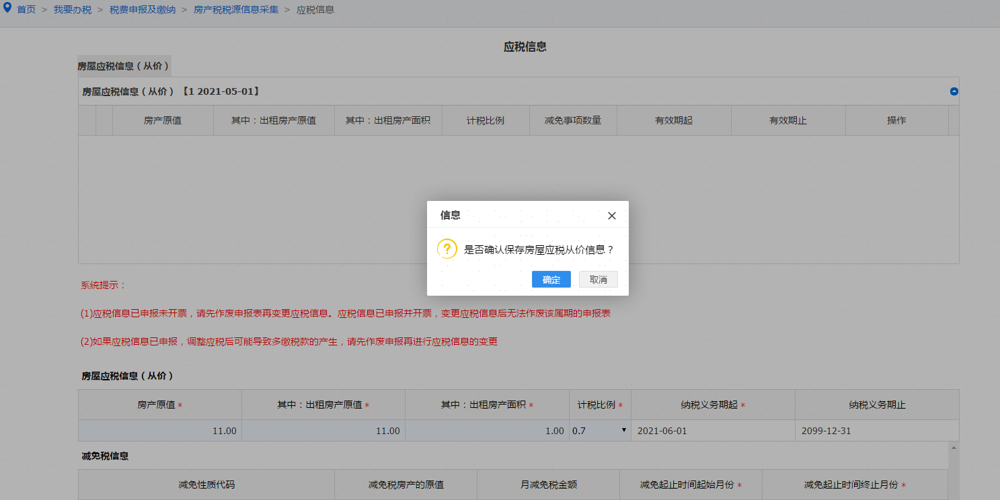 首页 > 我要办税 > 税费申报及缴纳 > 房产税税源信息采集 > 应税信息
应税信息
房屋应税信息（从价）
房屋应税信息（从价）【1 2021-05-01】
房产原值 其中：出租房产原值 其中：出租房产面积 计税比例 减免事项数量 有效期起 有效期止 操作
信息
是否确认保存房屋应税从价信息？
确定 取消
系统提示：
(1)应税信息已申报未开票，请先作废申报表再变更应税信息。应税信息已申报并开票，变更应税信息后无法作废该属期的申报表
(2)如果应税信息已申报，调整应税后可能导致多缴税款的产生，请先作废申报再进行应税信息的变更
房屋应税信息（从价）
房产原值 * 其中：出租房产原值 * 其中：出租房产面积 * 计税比例 * 纳税义务期起 * 纳税义务期止
11.00 11.00 1.00 0.7 2021-06-01 2099-12-31
减免税信息
减免性质代码 减免税房产的原值 月减免税金额 减免起止时间起始月份 * 减免起止时间终止月份 *